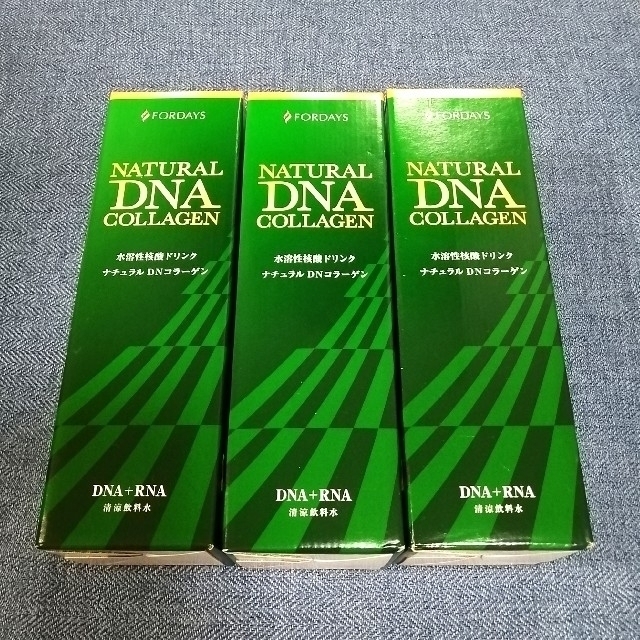 FORDAYS
NATURAL
DNA
COLLAGEN
水溶性核酸ドリンク
ナチュラル DNコラーゲン
DNA+RNA
清涼飲料水
FORDAYS
NATURAL
DNA
COLLAGEN
水溶性核酸ドリンク
ナチュラル DNコラーゲン
DNA+RNA
清涼飲料水
FORDAYS
NATURAL
DNA
COLLAGEN
水溶性核酸ドリンク
ナチュラル DNコラーゲン
DNA+RNA
清涼飲料水